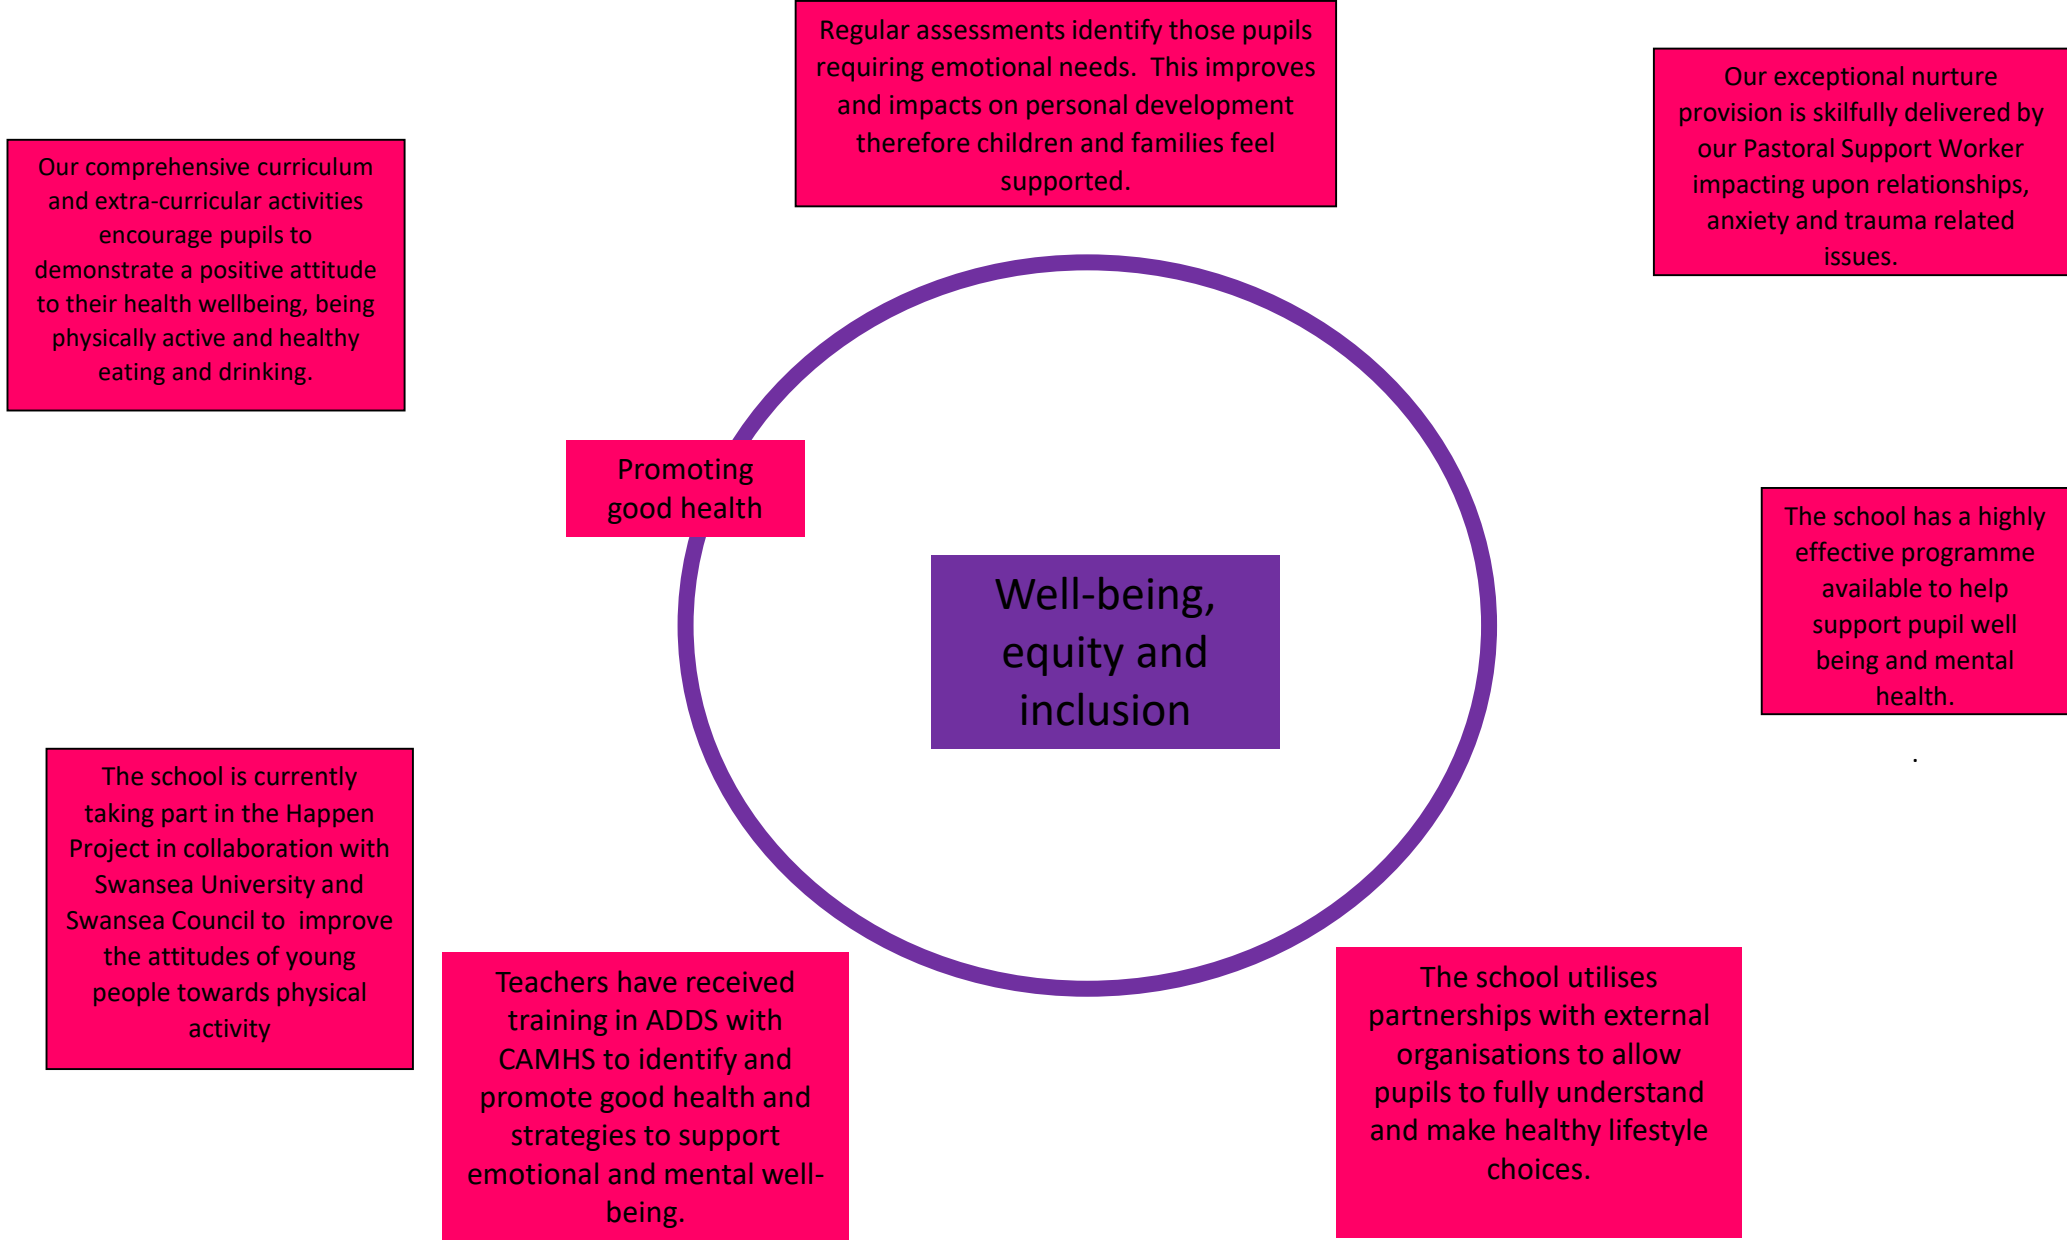 Regular assessments identify those pupils
requiring emotional needs.  This improves
and impacts on personal development
therefore children and families feel
supported.
Our exceptional nurture
provision is skilfully delivered by
our Pastoral Support Worker
impacting upon relationships,
anxiety and trauma related
issues.
Our comprehensive curriculum
and extra-curricular activities
encourage pupils to
demonstrate a positive attitude
to their health wellbeing, being
physically active and healthy
eating and drinking.
Promoting
good health
The school has a highly
effective programme
available to help
support pupil well
being and mental
health.
.
Well-being,
equity and
inclusion
The school is currently
taking part in the Happen
Project in collaboration with
Swansea University and
Swansea Council to  improve
the attitudes of young
people towards physical
activity
Teachers have received
training in ADDS with
CAMHS to identify and
promote good health and
strategies to support
emotional and mental well-
being.
The school utilises
partnerships with external
organisations to allow
pupils to fully understand
and make healthy lifestyle
choices.